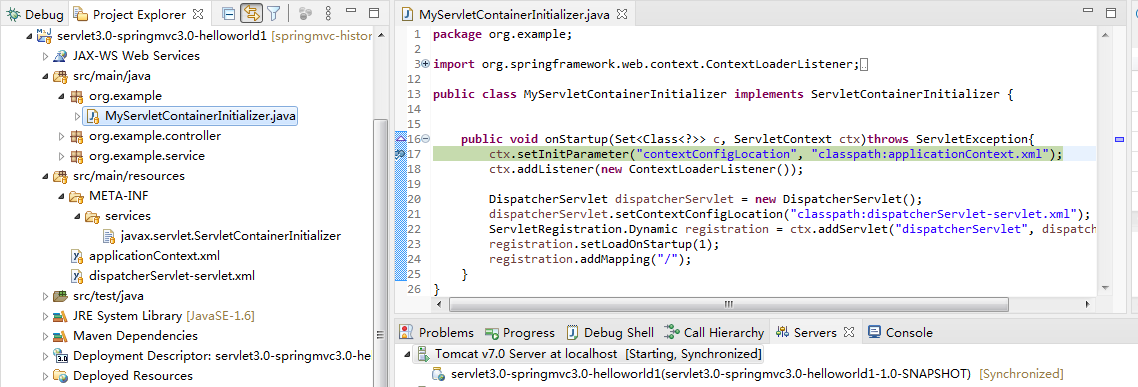 Debug
Project Explorer
servlet3.0-springmvc3.0-helloworld1 [springmvc-histor
JAX-WS Web Services
src/main/java
org.example
MyServletContainerInitializer.java
org.example.controller
org.example.service
src/main/resources
META-INF
services
javax.servlet.ServletContainerInitializer
applicationContext.xml
dispatcherServlet-servlet.xml
src/test/java
JRE System Library [JavaSE-1.6]
Maven Dependencies
Deployment Descriptor: servlet3.0-springmvc3.0-he
Deployed Resources
MyServletContainerInitializer.java
1 package org.example;
2
3 import org.springframework.web.context.ContextLoaderListener;
12
13 public class MyServletContainerInitializer implements ServletContainerInitializer {
14
15
16 public void onStartup(Set<Class<?>> c, ServletContext ctx)throws ServletException{
17 ctx.setInitParameter("contextConfigLocation", "classpath:applicationContext.xml");
18 ctx.addListener(new ContextLoaderListener());
19
20 DispatcherServlet dispatcherServlet = new DispatcherServlet();
21 dispatcherServlet.setContextConfigLocation("classpath:dispatcherServlet-servlet.xml");
22 ServletRegistration.Dynamic registration = ctx.addServlet("dispatcherServlet", dispatc
23 registration.setLoadOnStartup(1);
24 registration.addMapping("/");
25 }
26 }
Problems
Progress
Debug Shell
Call Hierarchy
Servers
Console
Tomcat v7.0 Server at localhost [Starting, Synchronized]
servlet3.0-springmvc3.0-helloworld1(servlet3.0-springmvc3.0-helloworld1-1.0-SNAPSHOT) [Synchronized]